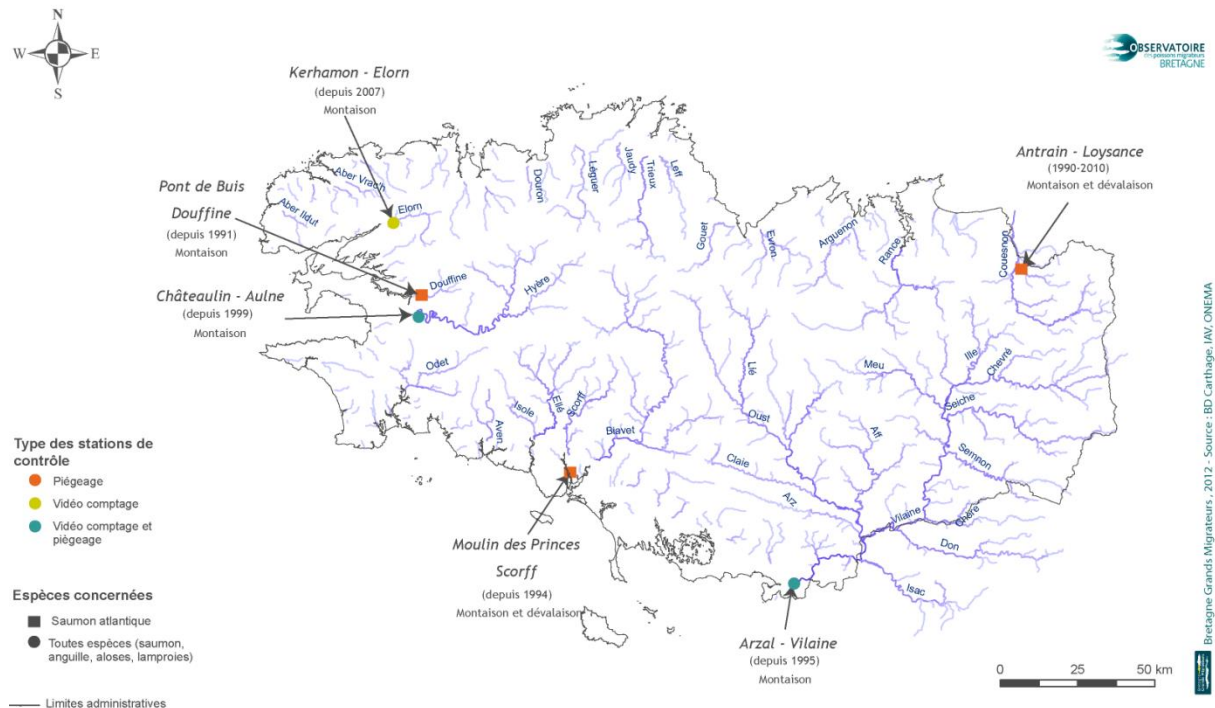 N
W
E
S
OBSERVATOIRE
des poissons migrateurs
BRETAGNE
Kerhamon - Elorn
(depuis 2007)
Montaison
Antrain - Loysance
(1990-2010)
Montaison et dévalaison
Pont de Buis
Douffine
(depuis 1991)
Montaison
Châteaulin - Aulne
(depuis 1999)
Montaison
Aber Vrac'h
Aber Ildut
Elorn
Douron
Léguer
Jaudy
Trieux
Leff
Gouet
Evron
Arguenon
Rance
Couesnon
Douffine
Hyère
Odet
Isole
Ellé
Scorff
Aven
Blavet
Lié
Oust
Meu
Ille
Chevré
Seiche
Aff
Semnon
Claie
Arz
Vilaine
Chère
Don
Isac
Type des stations de
contrôle
Piégeage
Vidéo comptage
Vidéo comptage et
piègeage
Espèces concernées
Saumon atlantique
Toutes espèces (saumon,
anguille, aloses, lamproies)
Limites administratives
Moulin des Princes
Scorff
(depuis 1994)
Montaison et dévalaison
Arzal - Vilaine
(depuis 1995)
Montaison
0 25 50 km
Bretagne Grands Migrateurs, 2012 - Source : BD Carthage, IAV, ONEMA